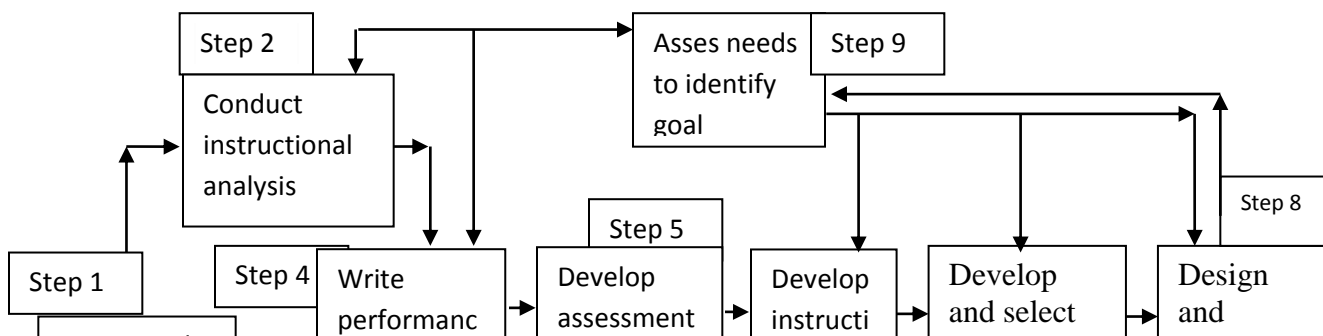 Step 2
Conduct
instructional
analysis
Asses needs
to identify
goal
Step 9
Step 8
Step 1
Step 4
Write
performanc
Step 5
Develop
assessment
Develop
instructi
Develop
and select
Design
and